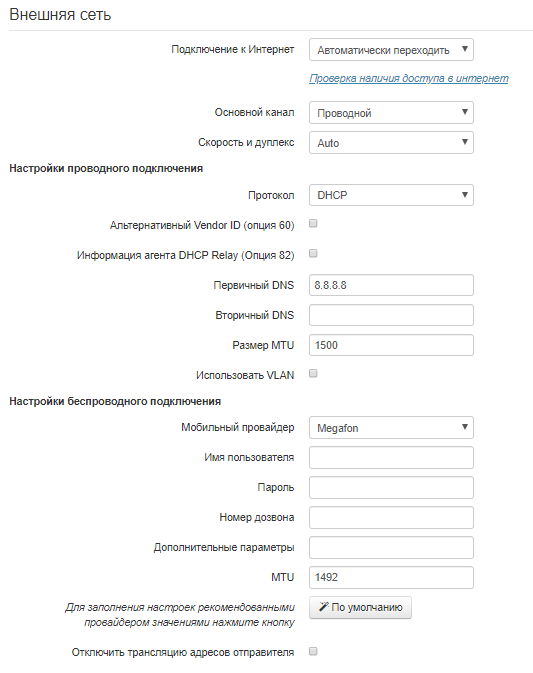 Внешняя сеть
Подключение к Интернет Автоматически переходить
Проверка наличия доступа в интернет
Основной канал Проводной
Скорость и дуплекс Auto
Настройки проводного подключения
Протокол DHCP
Альтернативный Vendor ID (опция 60)
Информация агента DHCP Relay (Опция 82)
Первичный DNS 8.8.8.8
Вторичный DNS
Размер MTU 1500
Использовать VLAN
Настройки беспроводного подключения
Мобильный провайдер Megafon
Имя пользователя
Пароль
Номер дозвона
Дополнительные параметры
MTU 1492
Для заполнения настроек рекомендованными
провайдером значениями нажмите кнопку
По умолчанию
Отключить трансляцию адресов отправителя